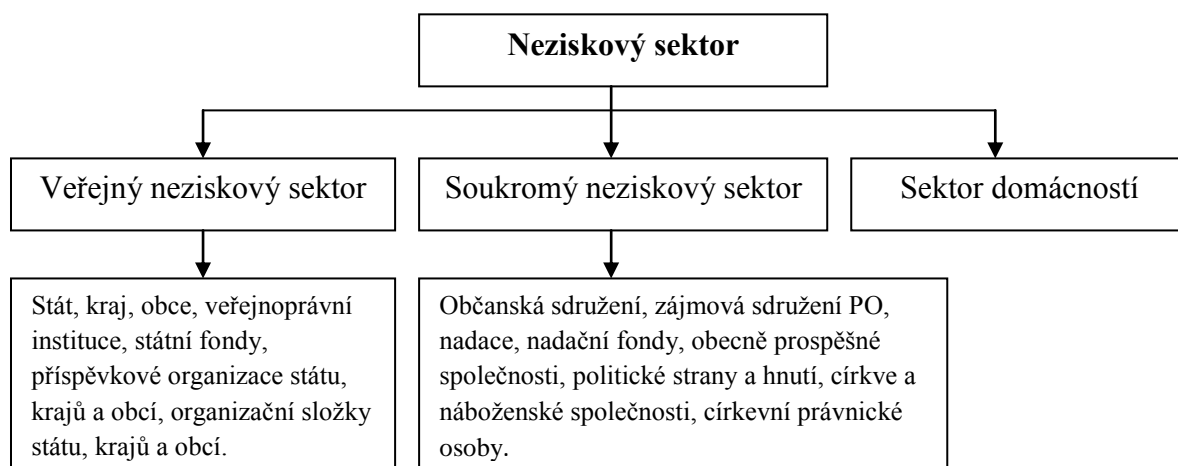 Neziskový sektor
Veřejný neziskový sektor
Soukromý neziskový sektor
Sektor domácností
Stát, kraj, obce, veřejnoprávní
instituce, státní fondy,
příspěvkové organizace státu,
krajů a obcí, organizační složky
státu, krajů a obcí.
Občanská sdružení, zájmová sdružení PO,
nadace, nadační fondy, obecně prospěšné
společnosti, politické strany a hnutí, církve a
náboženské společnosti, církevní právnické
osoby.